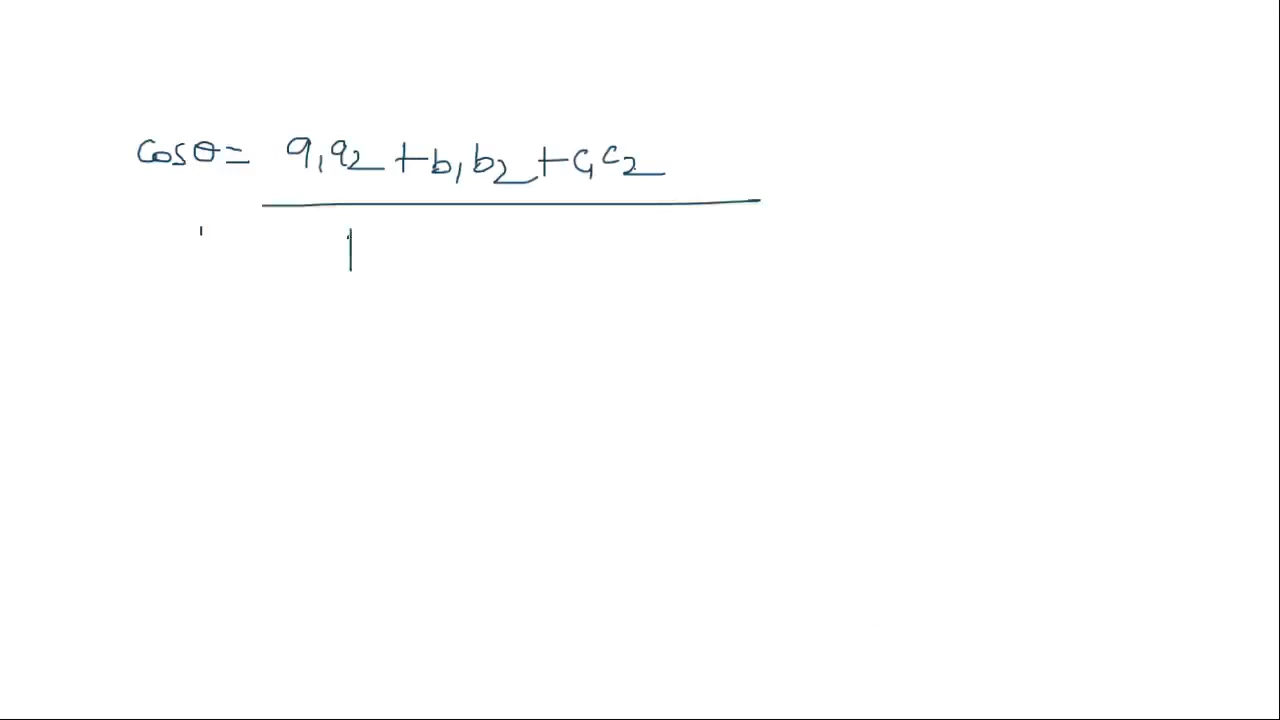 cosθ = a₁a₂ + b₁b₂ + c₁c₂
|